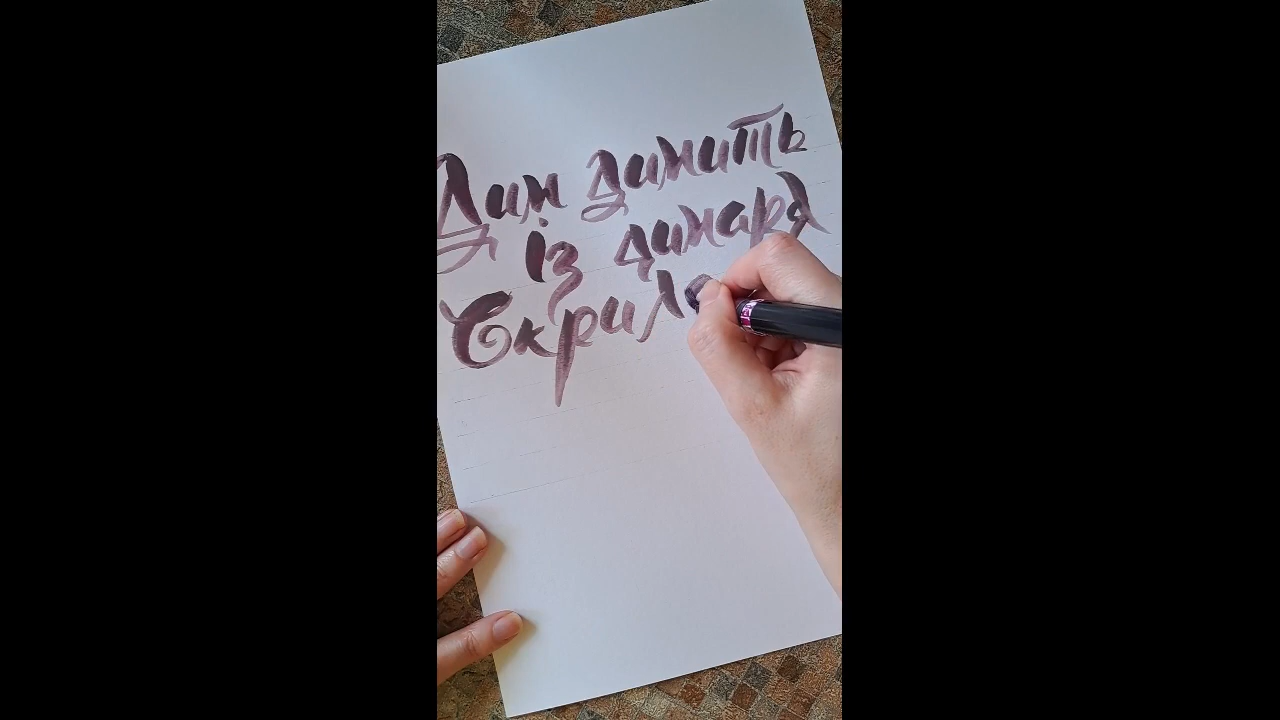 Дим димить
із димаря
Скрил